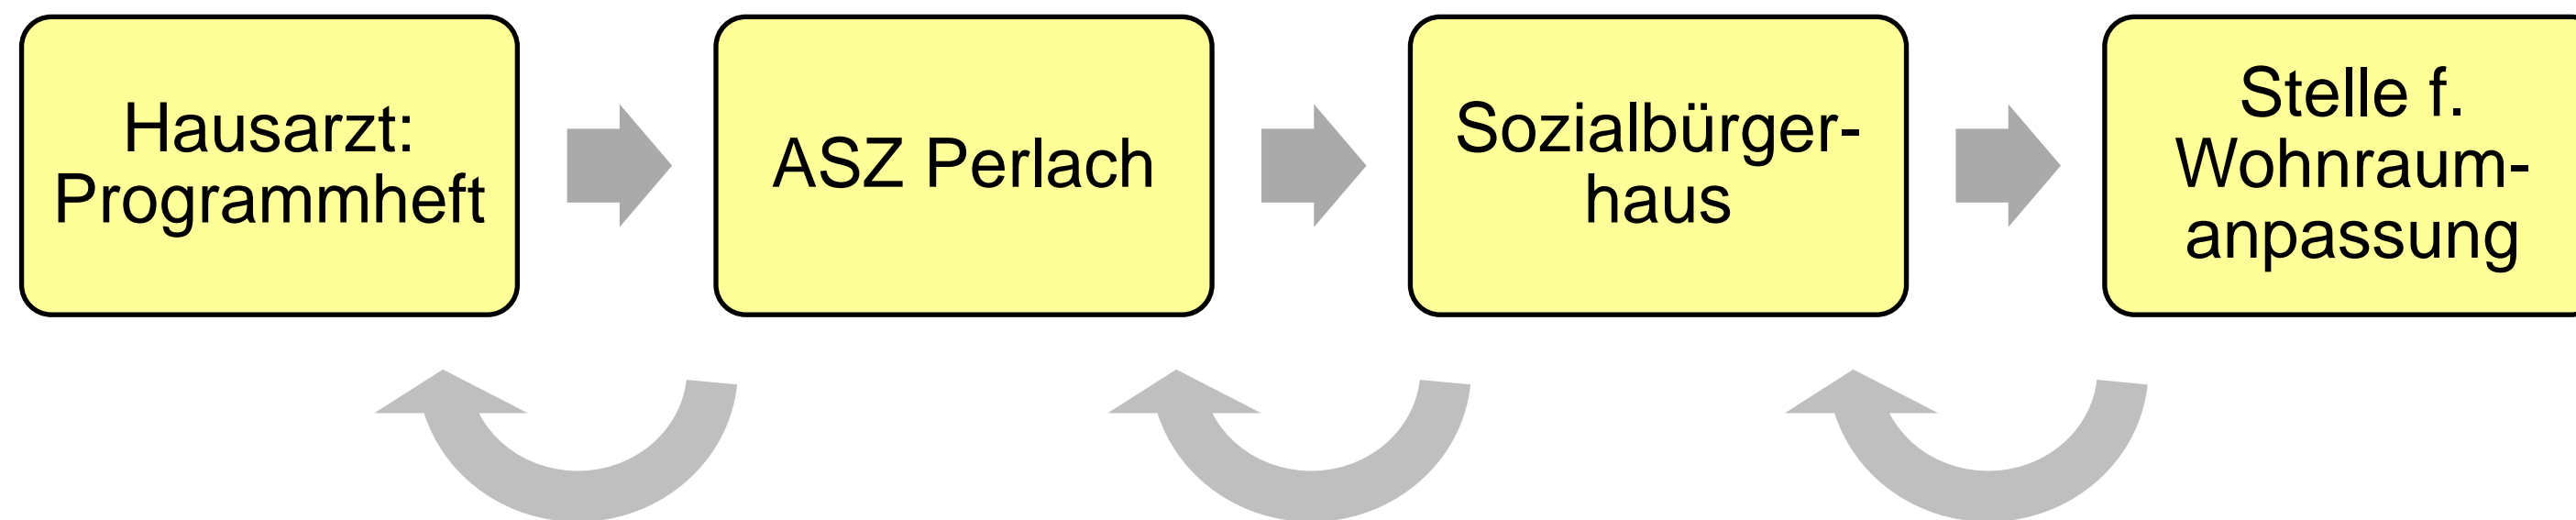 Hausarzt:
Programmheft
ASZ Perlach
Sozialbürger-
haus
Stelle f.
Wohnraum-
anpassung